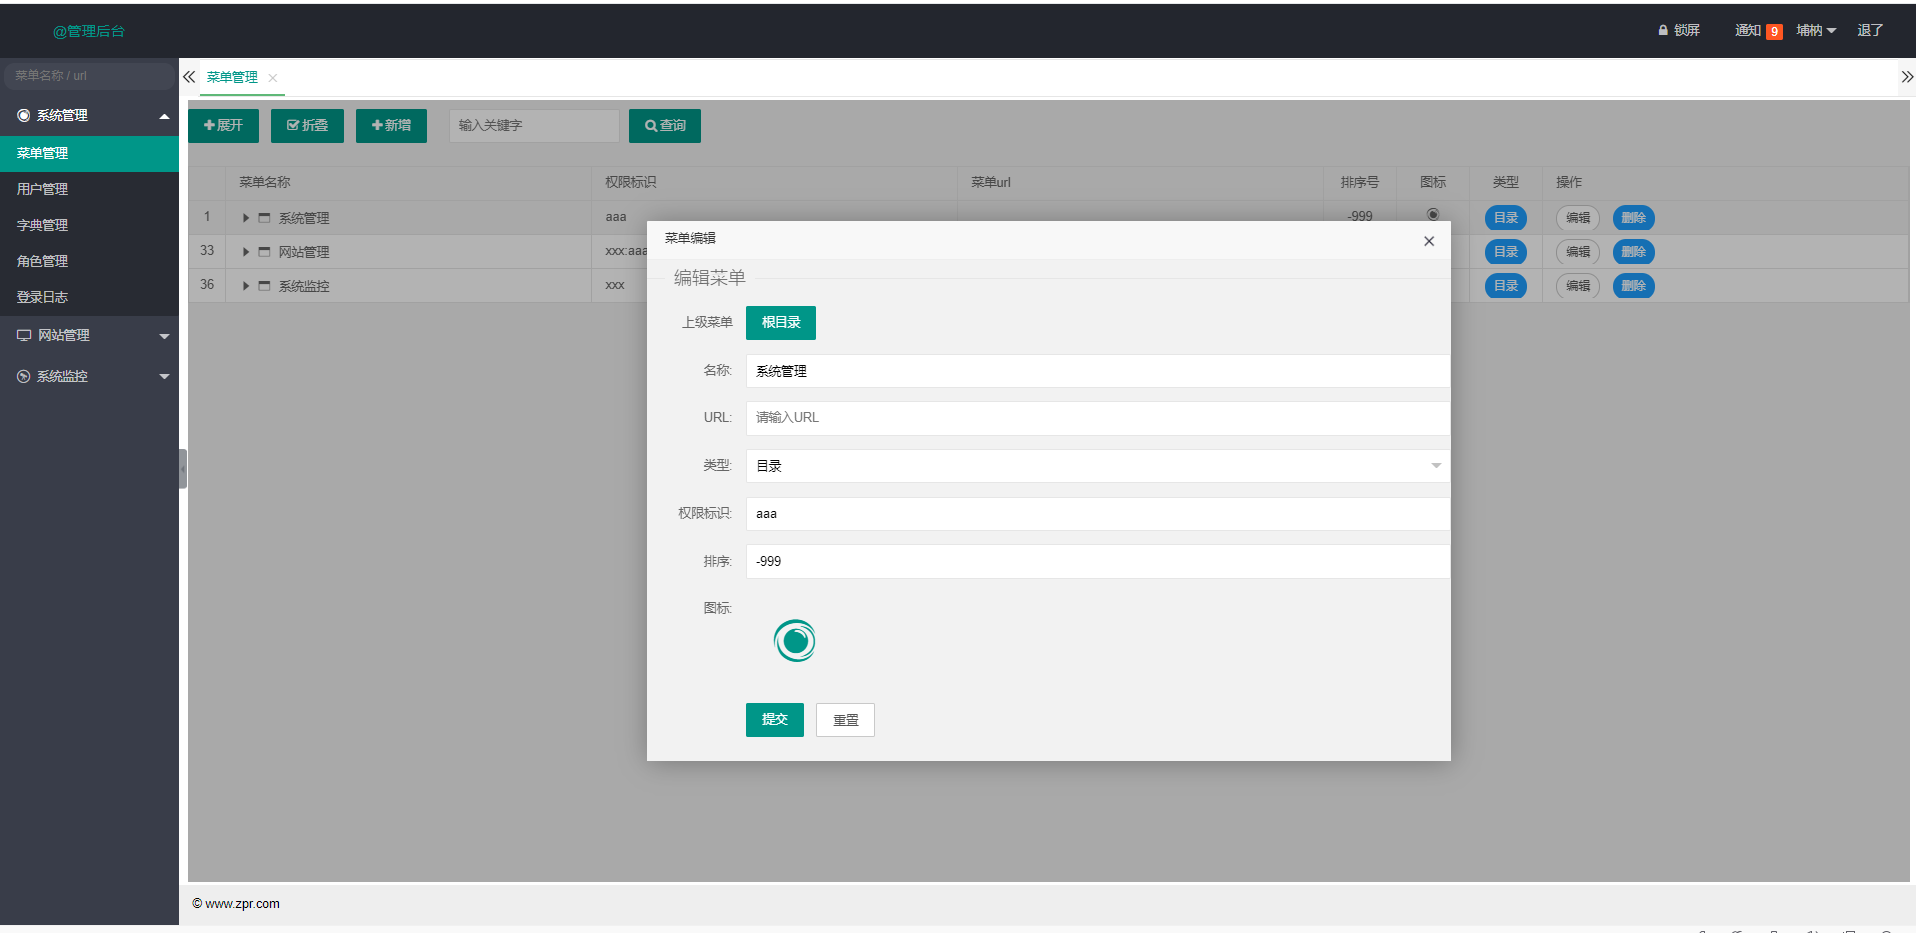 @管理后台
锁屏 通知 9 埔枘 退了
菜单名称 / url
系统管理
菜单管理
用户管理
字典管理
角色管理
登录日志
网站管理
系统监控
菜单管理
展开 折叠 新增 输入关键字 查询
菜单名称 权限标识 菜单url 排序号 图标 类型 操作
1 系统管理 aaa -999 目录 编辑 删除
33 网站管理 xxx:aaa 目录 编辑 删除
36 系统监控 xxx 目录 编辑 删除
菜单编辑
编辑菜单
上级菜单 根目录
名称: 系统管理
URL: 请输入URL
类型: 目录
权限标识: aaa
排序: -999
图标:
提交 重置
© www.zpr.com